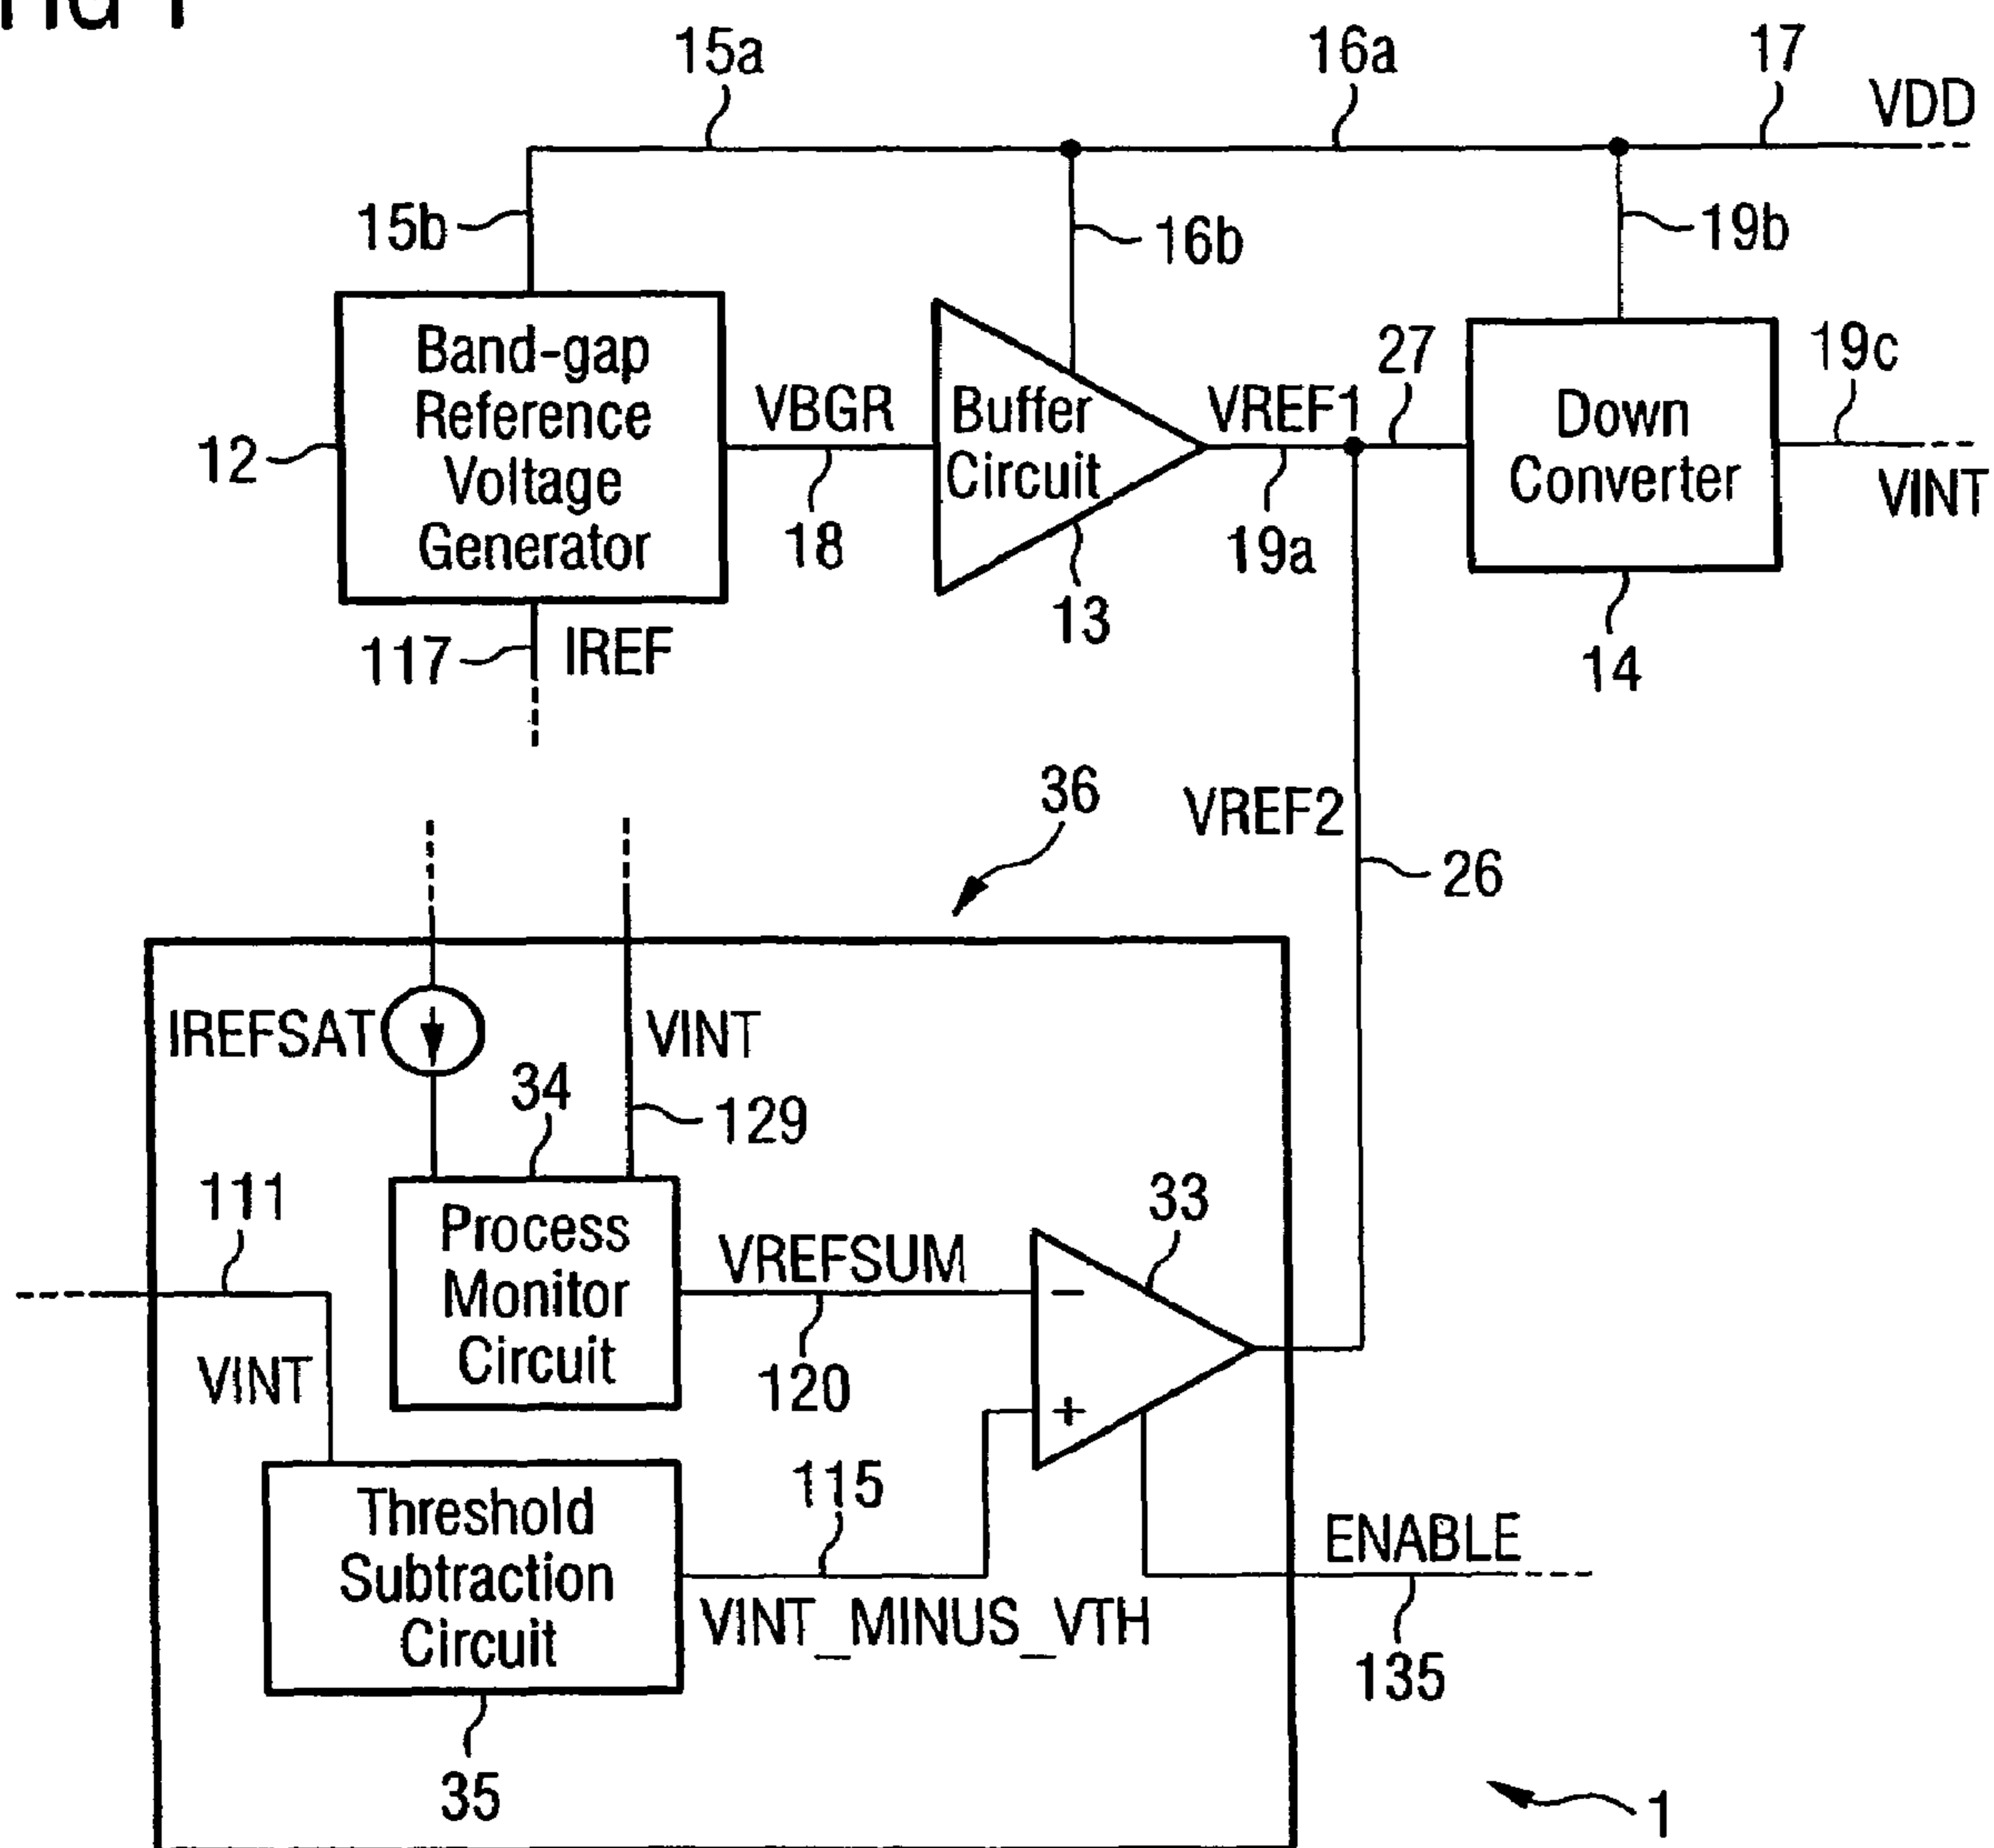 15a
16a
17
VDD
15b
16b
19b
Band-gap
Reference
Voltage
Generator
12
VBGR
18
Buffer
Circuit
13
VREF1
19a
27
Down
Converter
14
19c
VINT
117
IREF
36
VREF2
26
IREFSAT
VINT
34
129
111
VINT
Process
Monitor
Circuit
VREFSUM
120
33
−
+
Threshold
Subtraction
Circuit
35
115
VINT_MINUS_VTH
ENABLE
135
1